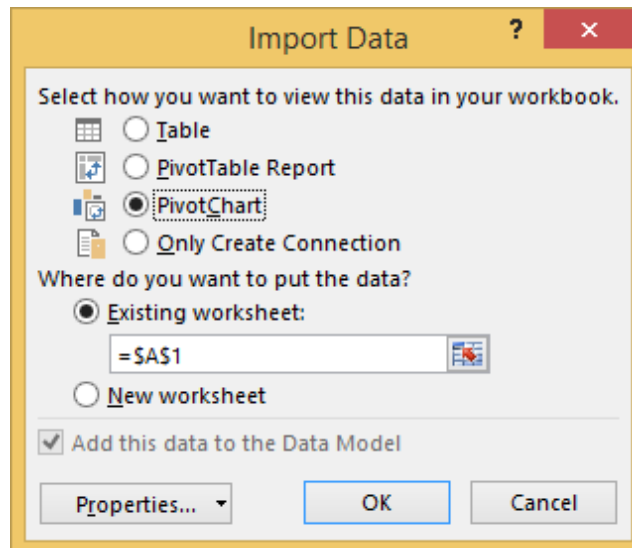 Import Data
?
×
Select how you want to view this data in your workbook.
Table
PivotTable Report
PivotChart
Only Create Connection
Where do you want to put the data?
Existing worksheet:
=$A$1
New worksheet
Add this data to the Data Model
Properties...
OK
Cancel